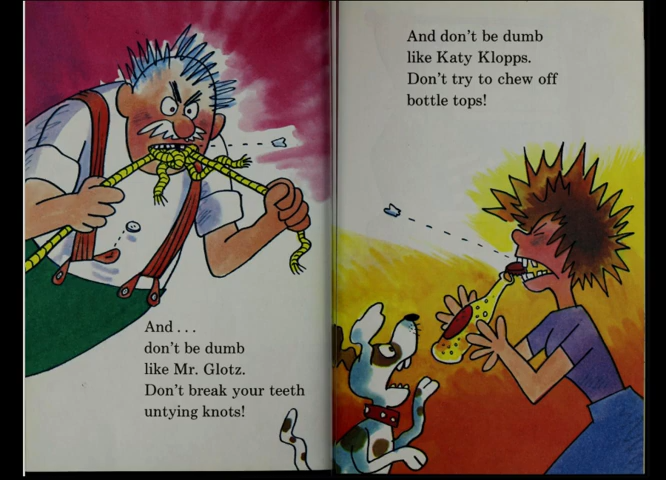 And...
don't be dumb
like Mr. Glotz.
Don't break your teeth
untying knots!
And don't be dumb
like Katy Klopps.
Don't try to chew off
bottle tops!